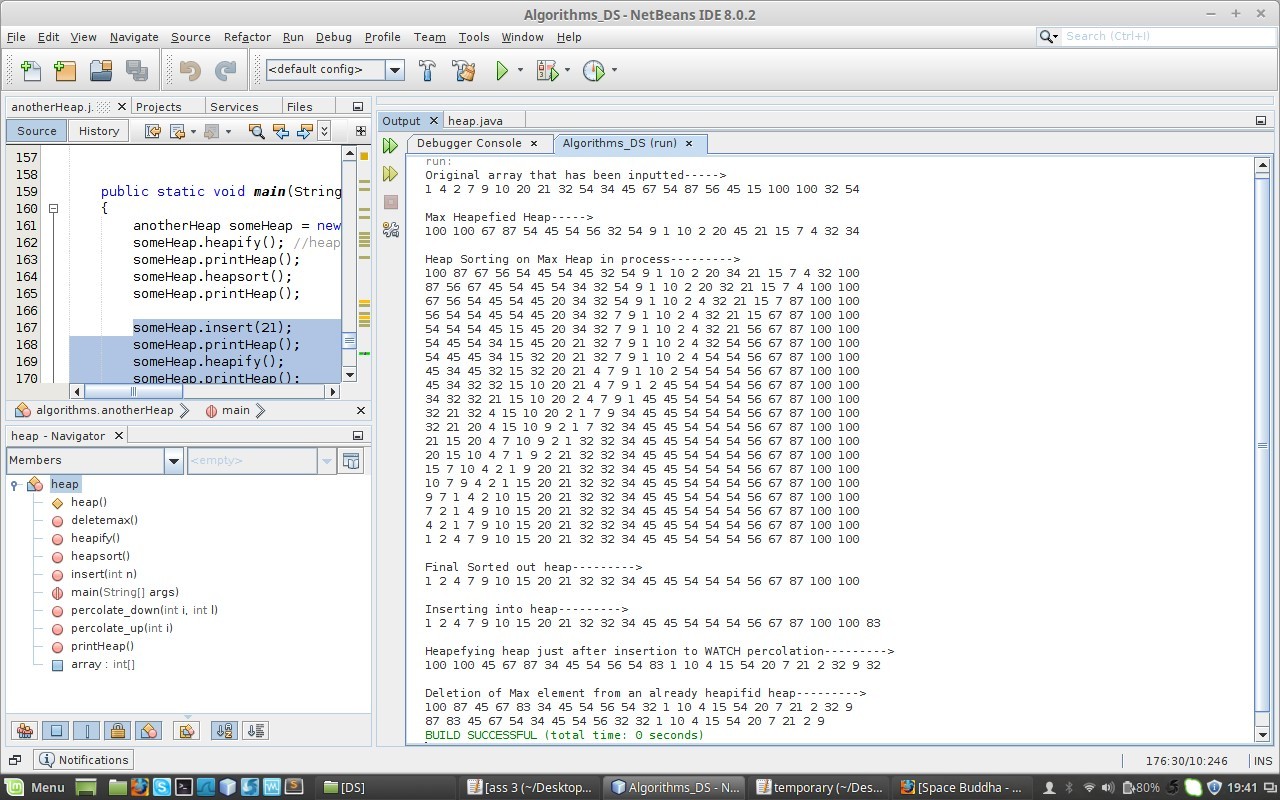 Algorithms_DS - NetBeans IDE 8.0.2
File Edit View Navigate Source Refactor Run Debug Profile Team Tools Window Help
Search (Ctrl+I)
<default config>
anotherHeap.j. Projects Services Files
Source History
157
158
159 public static void main(String
160 {
161 anotherHeap someHeap = new
162 someHeap.heapify(); //heap
163 someHeap.printHeap();
164 someHeap.heapsort();
165 someHeap.printHeap();
166
167 someHeap.insert(21);
168 someHeap.printHeap();
169 someHeap.heapify();
170 someHeap.printHeap();
algorithms.anotherHeap main
heap - Navigator
Members <empty>
heap
heap()
deletemax()
heapify()
heapsort()
insert(int n)
main(String[] args)
percolate_down(int i, int l)
percolate_up(int i)
printHeap()
array : int[]
Output heap.java
Debugger Console Algorithms_DS (run)
run:
Original array that has been inputted----->
1 4 2 7 9 10 20 21 32 54 34 45 67 54 87 56 45 15 100 100 32 54
Max Heapefied Heap----->
100 100 67 87 54 45 54 56 32 54 9 1 10 2 20 45 21 15 7 4 32 34
Heap Sorting on Max Heap in process--------->
100 87 67 56 54 45 54 45 32 54 9 1 10 2 20 34 21 15 7 4 32 100
87 56 67 45 54 45 54 34 32 54 9 1 10 2 20 32 21 15 7 4 100 100
67 56 54 45 54 45 20 34 32 54 9 1 10 2 4 32 21 15 7 87 100 100
56 54 54 45 54 45 20 34 32 7 9 1 10 2 4 32 21 15 67 87 100 100
54 54 54 45 15 45 20 34 32 7 9 1 10 2 4 32 21 56 67 87 100 100
54 45 54 34 15 45 20 21 32 7 9 1 10 2 4 32 54 56 67 87 100 100
54 45 45 34 15 32 20 21 32 7 9 1 10 2 4 54 54 56 67 87 100 100
45 34 45 32 15 32 20 21 4 7 9 1 10 2 54 54 54 56 67 87 100 100
45 34 32 32 15 10 20 21 4 7 9 1 2 45 54 54 54 56 67 87 100 100
34 32 32 21 15 10 20 2 4 7 9 1 45 45 54 54 54 56 67 87 100 100
32 21 32 4 15 10 20 2 1 7 9 34 45 45 54 54 54 56 67 87 100 100
32 21 20 4 15 10 9 2 1 7 32 34 45 45 54 54 54 56 67 87 100 100
21 15 20 4 7 10 9 2 1 32 32 34 45 45 54 54 54 56 67 87 100 100
20 15 10 4 7 1 9 2 21 32 32 34 45 45 54 54 54 56 67 87 100 100
15 7 10 4 2 1 9 20 21 32 32 34 45 45 54 54 54 56 67 87 100 100
10 7 9 4 2 1 15 20 21 32 32 34 45 45 54 54 54 56 67 87 100 100
9 7 1 4 2 10 15 20 21 32 32 34 45 45 54 54 54 56 67 87 100 100
7 2 1 4 9 10 15 20 21 32 32 34 45 45 54 54 54 56 67 87 100 100
4 2 1 7 9 10 15 20 21 32 32 34 45 45 54 54 54 56 67 87 100 100
1 2 4 7 9 10 15 20 21 32 32 34 45 45 54 54 54 56 67 87 100 100
Final Sorted out heap--------->
1 2 4 7 9 10 15 20 21 32 32 34 45 45 54 54 54 56 67 87 100 100
Inserting into heap--------->
1 2 4 7 9 10 15 20 21 32 32 34 45 45 54 54 54 56 67 87 100 100 83
Heapefying heap just after insertion to WATCH percolation--------->
100 100 45 67 87 34 45 54 56 54 83 1 10 4 15 54 20 7 21 2 32 9 32
Deletion of Max element from an already heapifid heap--------->
100 87 45 67 83 34 45 54 56 54 32 1 10 4 15 54 20 7 21 2 32 9
87 83 45 67 54 34 45 54 56 32 32 1 10 4 15 54 20 7 21 2 9
BUILD SUCCESSFUL (total time: 0 seconds)
Notifications
176:30/10:246 INS
Menu [DS] [ass 3 (~/Desktop... Algorithms_DS - N... temporary (~/Des... [Space Buddha - ... 80% 19:41